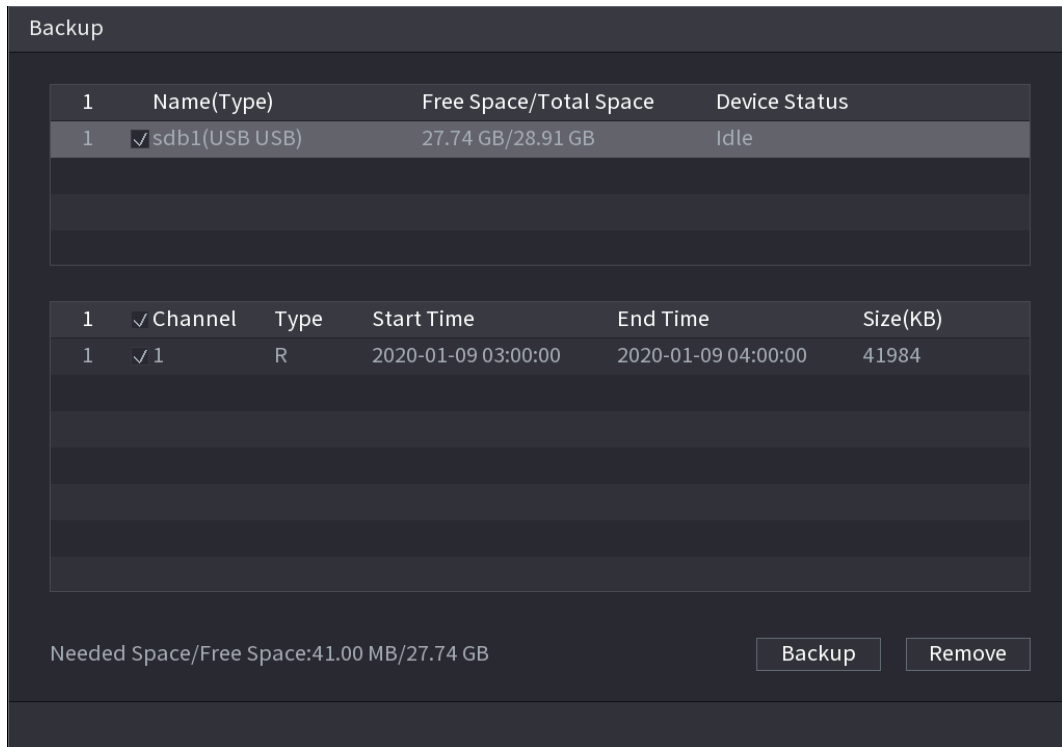 Backup
1 Name(Type) Free Space/Total Space Device Status
1 sdb1(USB USB) 27.74 GB/28.91 GB Idle
1 Channel Type Start Time End Time Size(KB)
1 1 R 2020-01-09 03:00:00 2020-01-09 04:00:00 41984
Needed Space/Free Space:41.00 MB/27.74 GB Backup Remove